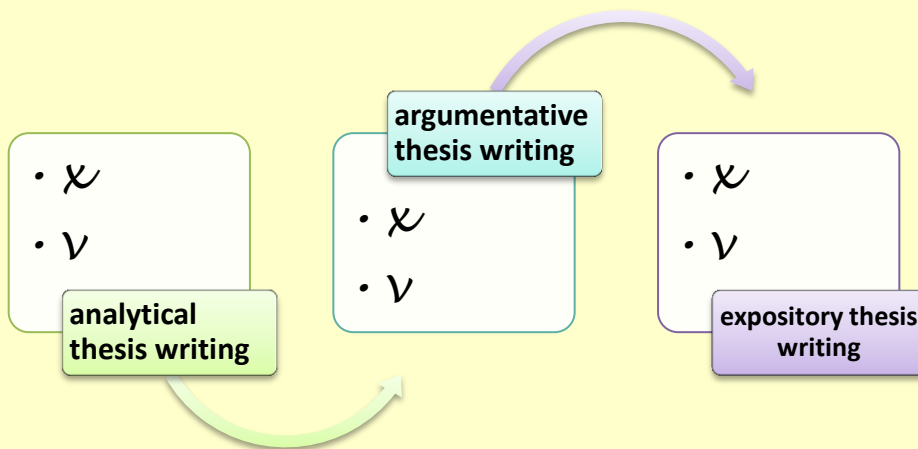 • x
• v
analytical
thesis writing
argumentative
thesis writing
• x
• v
• x
• v
expository thesis
writing